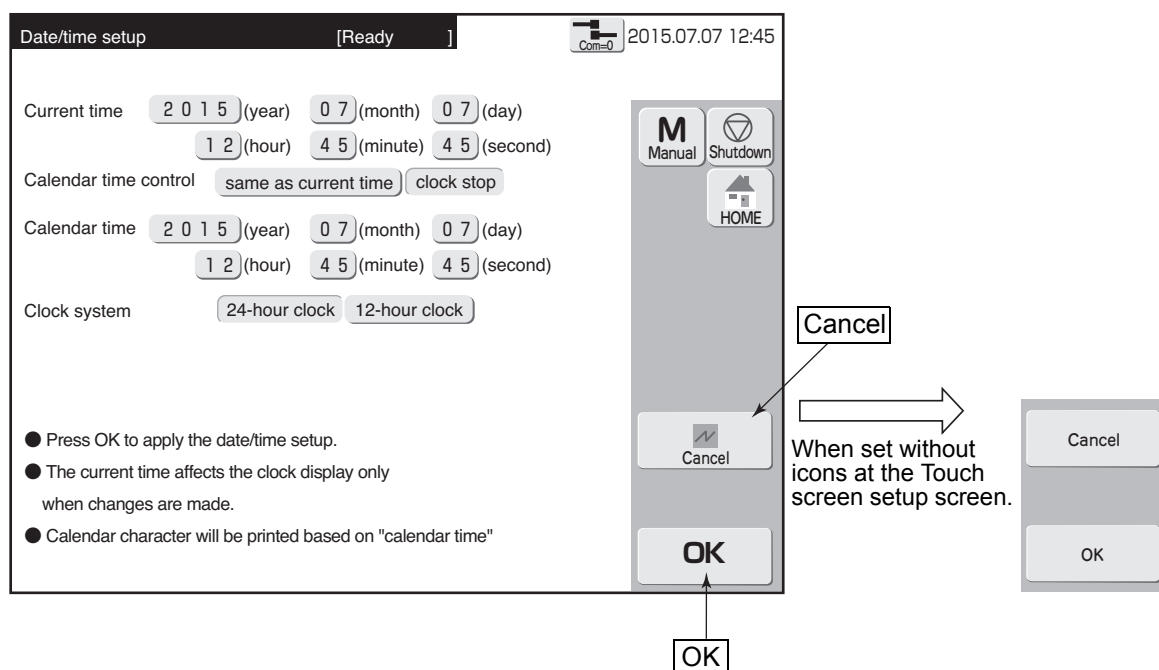 Date/time setup [Ready ] Com=0 2015.07.07 12:45
Current time 2 0 1 5 (year) 0 7 (month) 0 7 (day)
1 2 (hour) 4 5 (minute) 4 5 (second)
M Manual Shutdown
Calendar time control same as current time clock stop
HOME
Calendar time 2 0 1 5 (year) 0 7 (month) 0 7 (day)
1 2 (hour) 4 5 (minute) 4 5 (second)
Clock system 24-hour clock 12-hour clock
Cancel
● Press OK to apply the date/time setup.
● The current time affects the clock display only
when changes are made.
● Calendar character will be printed based on "calendar time"
Cancel
OK
OK
When set without
icons at the Touch
screen setup screen.
Cancel
OK